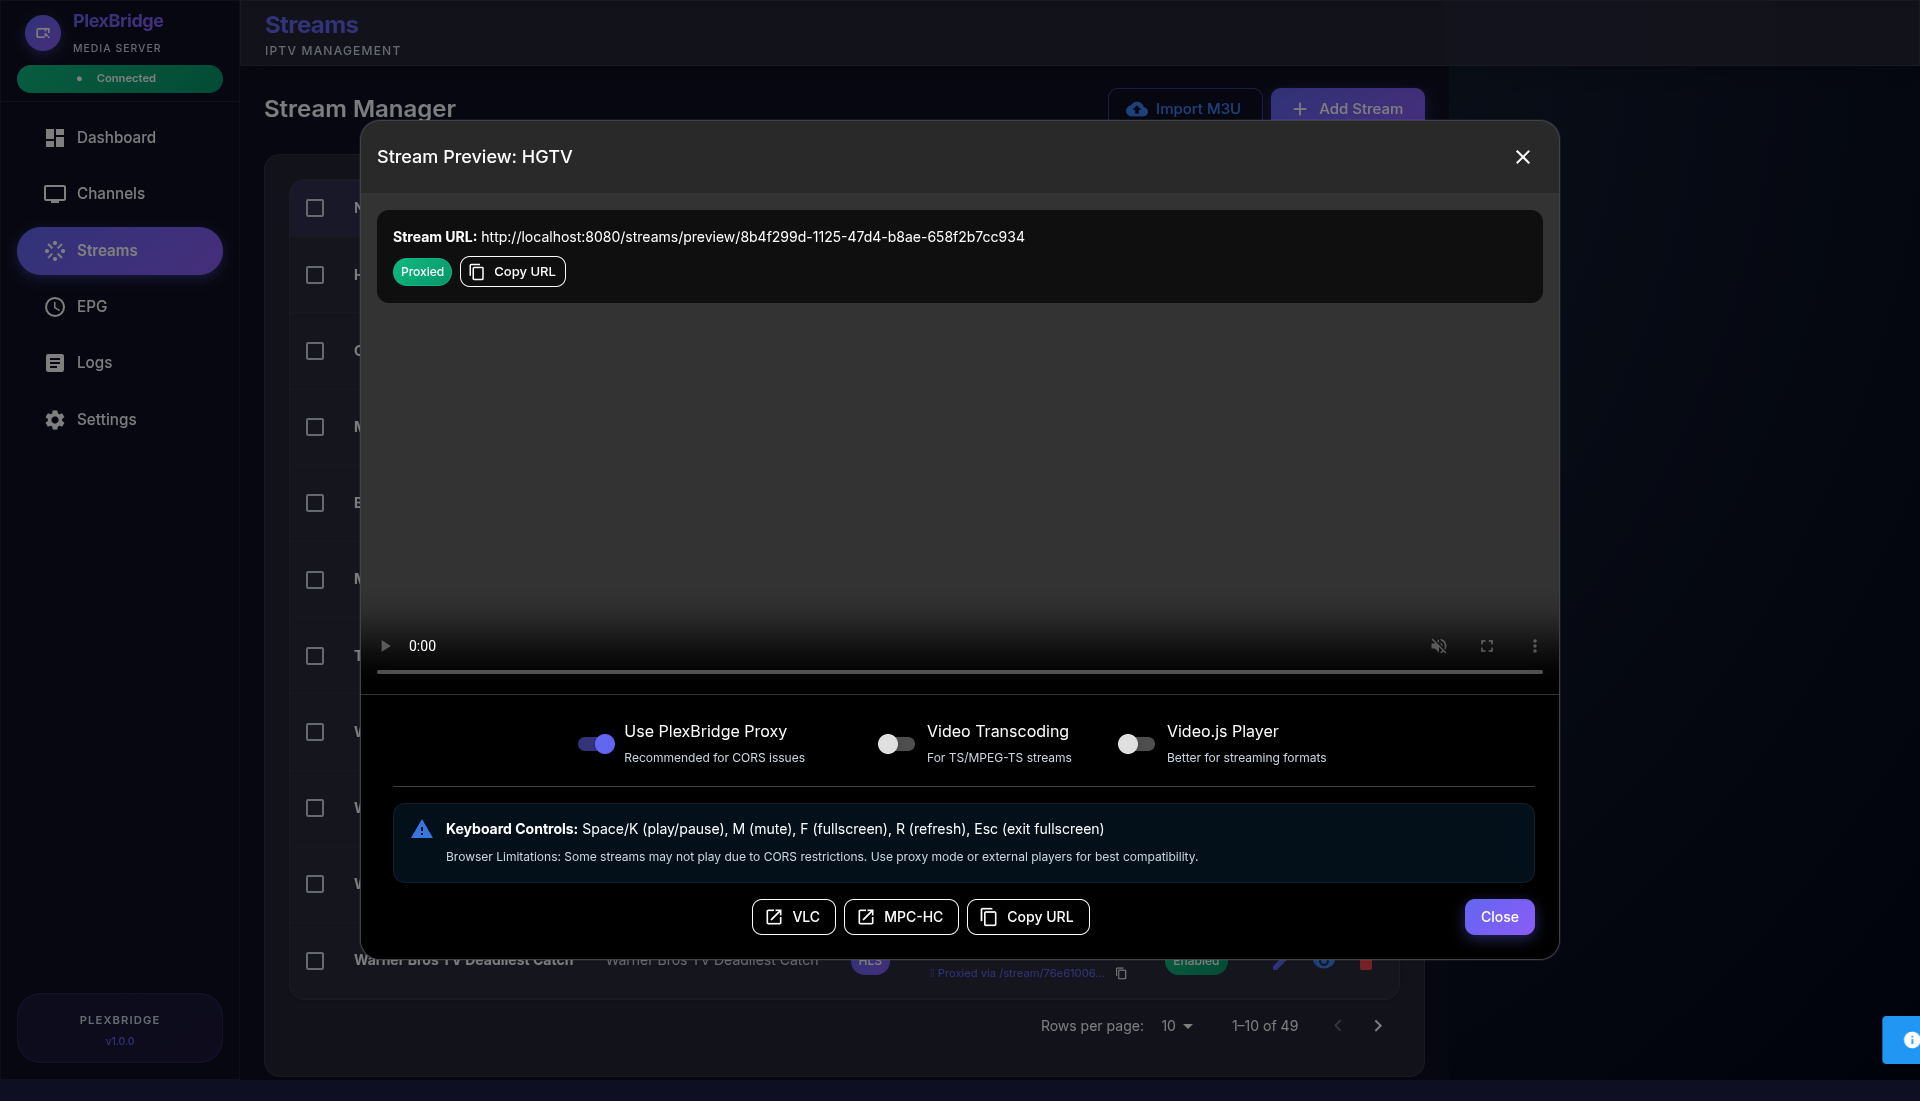 PlexBridge
MEDIA SERVER
Connected
Dashboard
Channels
Streams
EPG
Logs
Settings
PLEXBRIDGE
v1.0.0
Streams
IPTV MANAGEMENT
Stream Manager
Import M3U
Add Stream
Stream Preview: HGTV
Stream URL: http://localhost:8080/streams/preview/8b4f299d-1125-47d4-b8ae-658f2b7cc934
Proxied
Copy URL
0:00
Use PlexBridge Proxy
Recommended for CORS issues
Video Transcoding
For TS/MPEG-TS streams
Video.js Player
Better for streaming formats
Keyboard Controls: Space/K (play/pause), M (mute), F (fullscreen), R (refresh), Esc (exit fullscreen)
Browser Limitations: Some streams may not play due to CORS restrictions. Use proxy mode or external players for best compatibility.
VLC
MPC-HC
Copy URL
Close
Warner Bros TV Deadliest Catch
Warner Bros TV Deadliest Catch
HLS
Proxied via /stream/76e61006...
Enabled
Rows per page:
10
1–10 of 49